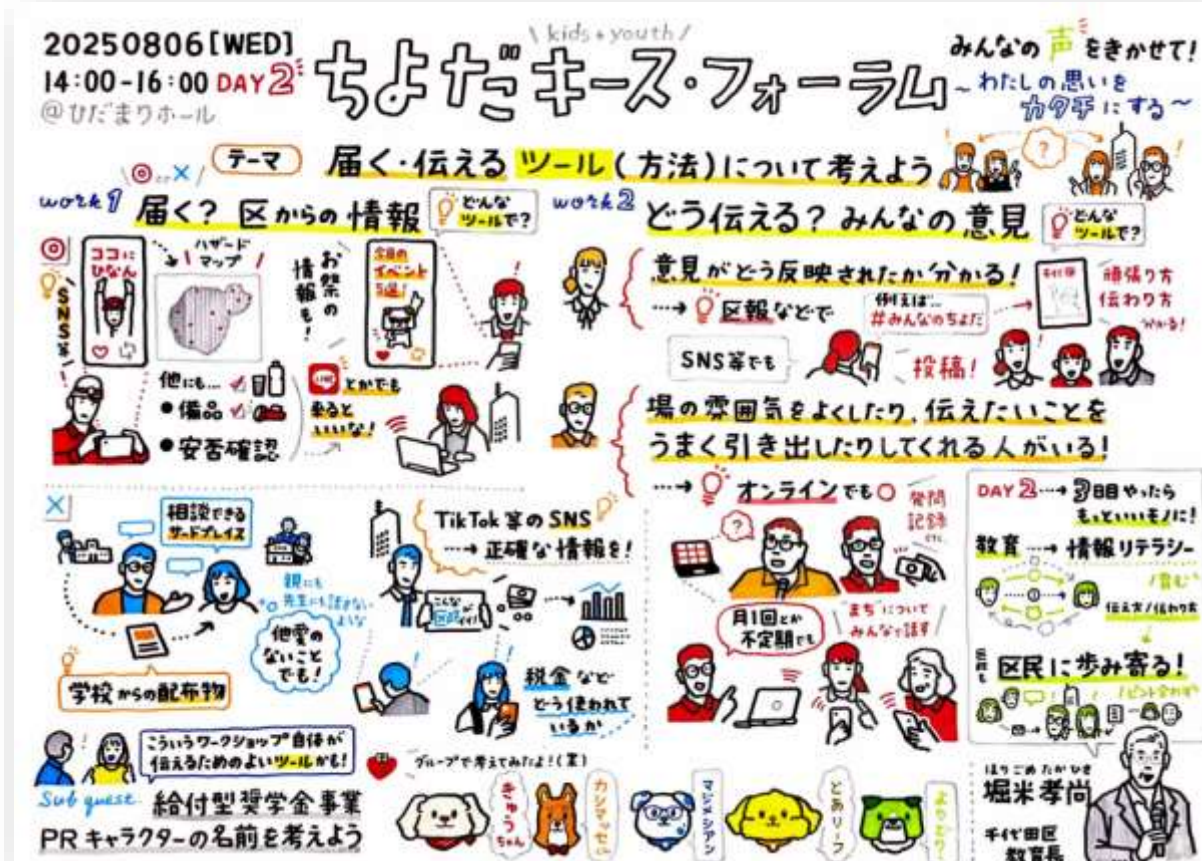 20250806[WED]
14:00-16:00 DAY2
@ひだまりホール
\ kids+youth /
ちよだキース・フォーラム
みんなの声をきかせて!
~わたしの思いを
カタチにする~
テーマ
届く・伝えるツール(方法)について考えよう
work1 届く? 区からの情報
どんな
ツールで?
SNS等
ココに
ひなん
ハザード
マップ
お祭の
情報も!
今日の
イベント
5選!
他にも…
●備品
●安否確認
LINE とかでも
来ると
いいな!
相談できる
サードプレイス
親にも
先生にも話せない
ような
他愛の
ないこと
でも!
学校からの配布物
TikTok等のSNS
…→正確な情報を!
こんな
税金など
どう使われて
いるか
work2 どう伝える? みんなの意見
どんな
ツールで?
意見がどう反映されたか分かる!
…→ 区報などで
例えば…
#みんなのちよだ
千代田
頑張り方
伝わり方
分かる!
SNS等でも
投稿!
場の雰囲気をよくしたり、伝えたいことを
うまく引き出したりしてくれる人がいる!
…→ オンラインでも○
発問
記録
etc.
?
月1回とか
不定期でも
"まち"について
みんなで話す
DAY2…→3日目やったら
もっといいモノに!
教育…→情報リテラシー
育む
伝え方/伝わり方
区民に歩み寄る!
こういうワークショップ自体が
伝えるためのよいツールかも!
Sub quest. 給付型奨学金事業
PRキャラクターの名前を考えよう
グループで考えてみたよ!(案)
きゅう
ちゃん
マジメシアン
とありーフ
ほりごめたかひさ
堀米孝尚
千代田区
教育長